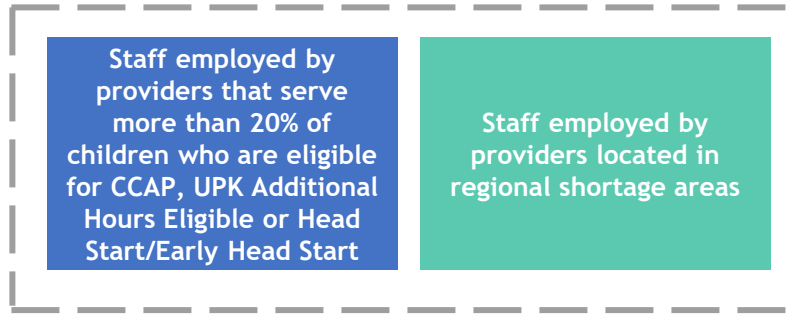 Staff employed by
providers that serve
more than 20% of
children who are eligible
for CCAP, UPK Additional
Hours Eligible or Head
Start/Early Head Start
Staff employed by
providers located in
regional shortage areas